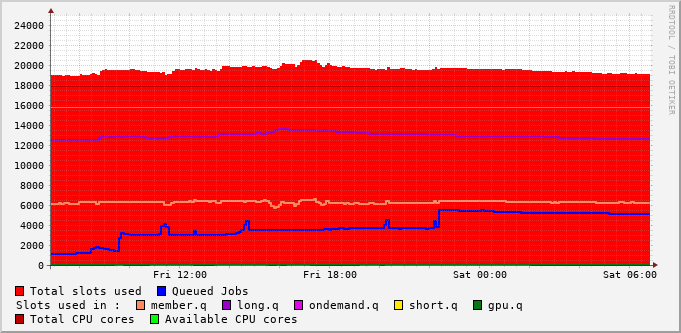 RRDTOOL / TOBI OETIKER
24000
22000
20000
18000
16000
14000
12000
10000
8000
6000
4000
2000
0
Fri 12:00 Fri 18:00 Sat 00:00 Sat 06:00
Total slots used Queued Jobs
Slots used in : member.q long.q ondemand.q short.q gpu.q
Total CPU cores Available CPU cores